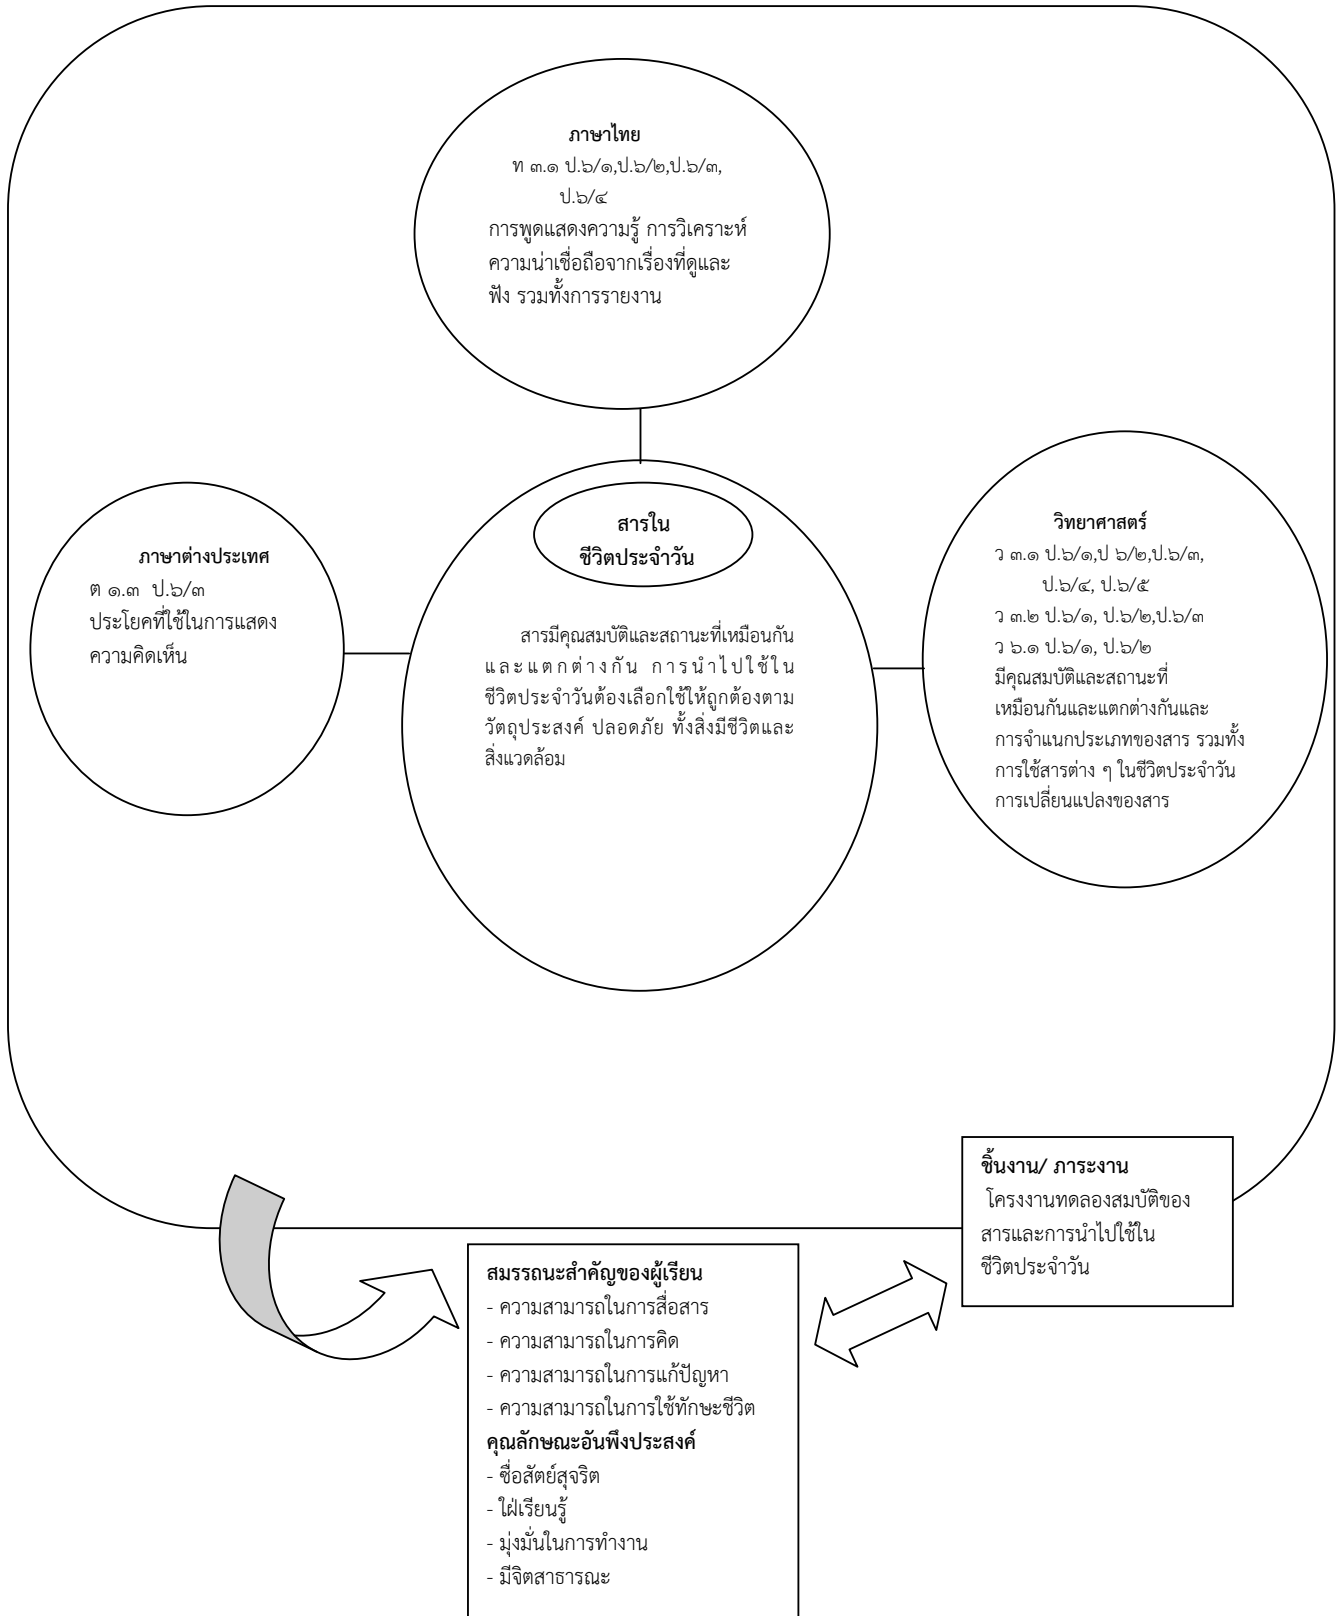 ภาษาไทย
ท ๓.๑ ป.๖/๑,ป.๖/๒,ป.๖/๓,
ป.๖/๔
การพูดแสดงความรู้ การวิเคราะห์
ความน่าเชื่อถือจากเรื่องที่ดูและ
ฟัง รวมทั้งการรายงาน
ภาษาต่างประเทศ
ต ๑.๓ ป.๖/๓
ประโยคที่ใช้ในการแสดง
ความคิดเห็น
สารใน
ชีวิตประจำวัน
สารมีคุณสมบัติและสถานะที่เหมือนกัน
และแตกต่างกัน การนำไปใช้ใน
ชีวิตประจำวันต้องเลือกใช้ให้ถูกต้องตาม
วัตถุประสงค์ ปลอดภัย ทั้งสิ่งมีชีวิตและ
สิ่งแวดล้อม
วิทยาศาสตร์
ว ๓.๑ ป.๖/๑,ป ๖/๒,ป.๖/๓,
ป.๖/๔, ป.๖/๕
ว ๓.๒ ป.๖/๑, ป.๖/๒,ป.๖/๓
ว ๖.๑ ป.๖/๑, ป.๖/๒
มีคุณสมบัติและสถานะที่
เหมือนกันและแตกต่างกันและ
การจำแนกประเภทของสาร รวมทั้ง
การใช้สารต่าง ๆ ในชีวิตประจำวัน
การเปลี่ยนแปลงของสาร
ชิ้นงาน/ ภาระงาน
โครงงานทดลองสมบัติของ
สารและการนำไปใช้ใน
ชีวิตประจำวัน
สมรรถนะสำคัญของผู้เรียน
- ความสามารถในการสื่อสาร
- ความสามารถในการคิด
- ความสามารถในการแก้ปัญหา
- ความสามารถในการใช้ทักษะชีวิต
คุณลักษณะอันพึงประสงค์
- ซื่อสัตย์สุจริต
- ใฝ่เรียนรู้
- มุ่งมั่นในการทำงาน
- มีจิตสาธารณะ